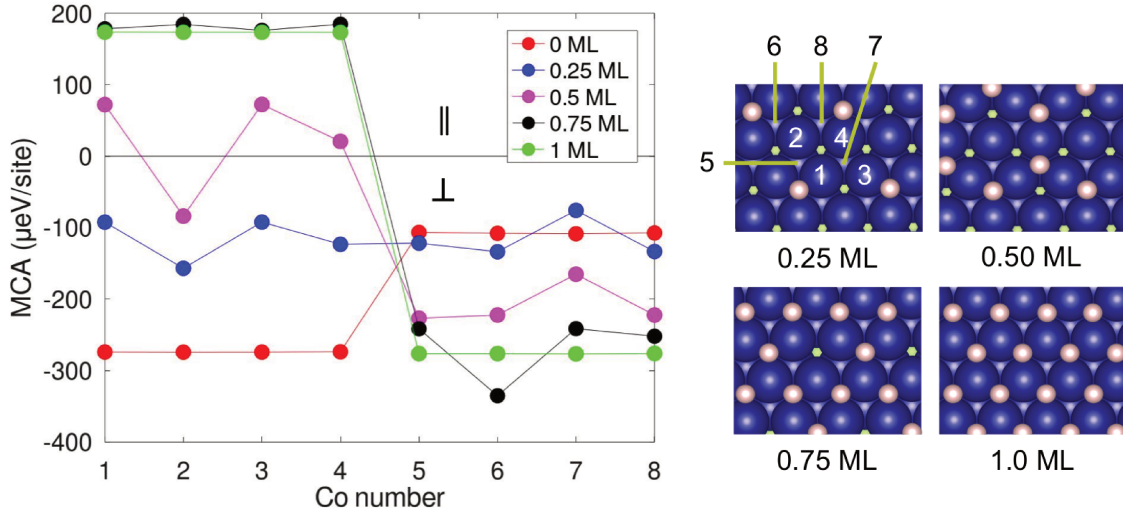 200
100
0
-100
-200
-300
-400
MCA (μeV/site)
1 2 3 4 5 6 7 8
Co number
0 ML
0.25 ML
0.5 ML
0.75 ML
1 ML
∥
⊥
6 8 7
2 4
5
1 3
0.25 ML
0.50 ML
0.75 ML
1.0 ML